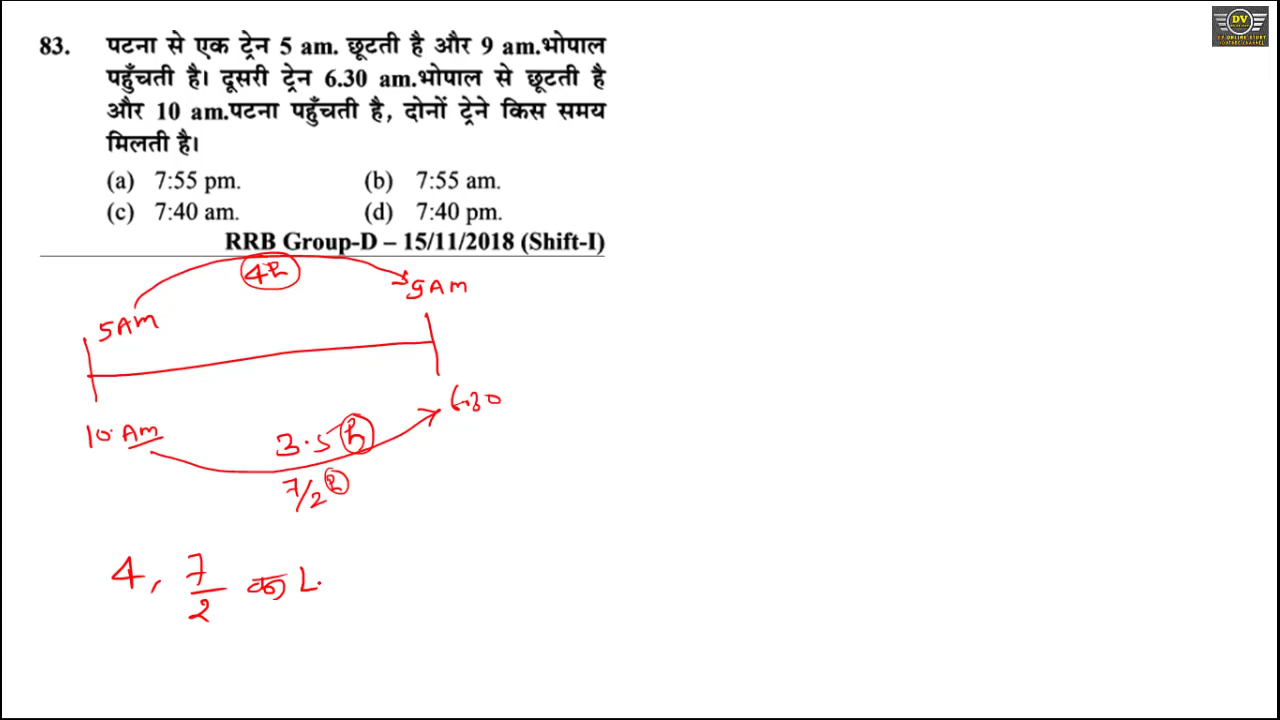 83. पटना से एक ट्रेन 5 am. छूटती है और 9 am.भोपाल
पहुँचती है। दूसरी ट्रेन 6.30 am.भोपाल से छूटती है
और 10 am.पटना पहुँचती है, दोनों ट्रेने किस समय
मिलती है।
(a) 7:55 pm. (b) 7:55 am.
(c) 7:40 am. (d) 7:40 pm.
RRB Group-D – 15/11/2018 (Shift-I)
4h
5AM 9AM
10 AM 6.30
3.5 h
7/2 h
4, 7/2 का L.
DV